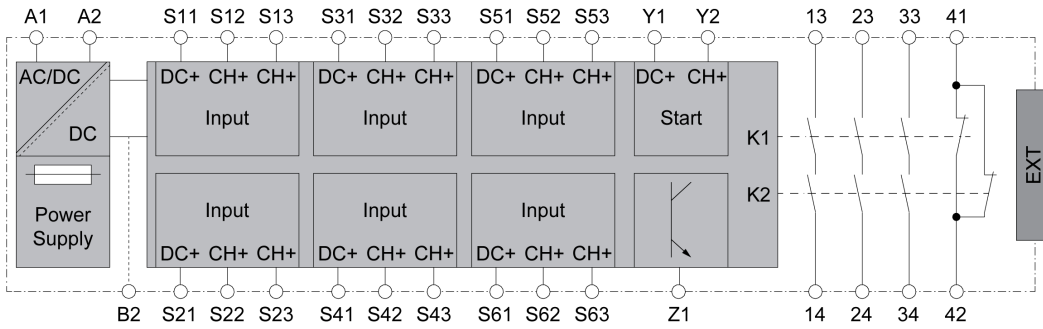 A1 A2 S11 S12 S13 S31 S32 S33 S51 S52 S53 Y1 Y2 13 23 33 41
AC/DC DC+ CH+ CH+ DC+ CH+ CH+ DC+ CH+ CH+ DC+ CH+
Input Input Input Start
DC
K1
EXT
K2
Power
Supply
Input Input Input
DC+ CH+ CH+ DC+ CH+ CH+ DC+ CH+ CH+
B2 S21 S22 S23 S41 S42 S43 S61 S62 S63 Z1 14 24 34 42